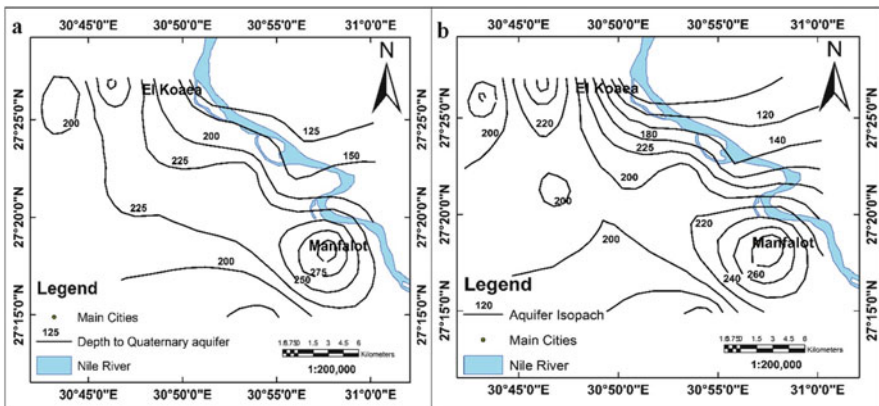 a
30°45'0"E 30°50'0"E 30°55'0"E 31°0'0"E
27°25'0"N
27°20'0"N
27°15'0"N
N
El Koaea
Manfalot
200
200
225
225
200
125
150
250
275
Legend
Main Cities
125
Depth to Quaternary aquifer
Nile River
0 1.5 3 4.5 6
Kilometers
1:200,000
30°45'0"E 30°50'0"E 30°55'0"E 31°0'0"E
b
30°45'0"E 30°50'0"E 30°55'0"E 31°0'0"E
27°25'0"N
27°20'0"N
27°15'0"N
N
El Koaea
Manfalot
200
220
180
225
200
120
140
200
200
220
240
260
Legend
120
Aquifer Isopach
Main Cities
Nile River
0 1.5 3 4.5 6
Kilometers
1:200,000
30°45'0"E 30°50'0"E 30°55'0"E 31°0'0"E
27°25'0"N
27°20'0"N
27°15'0"N